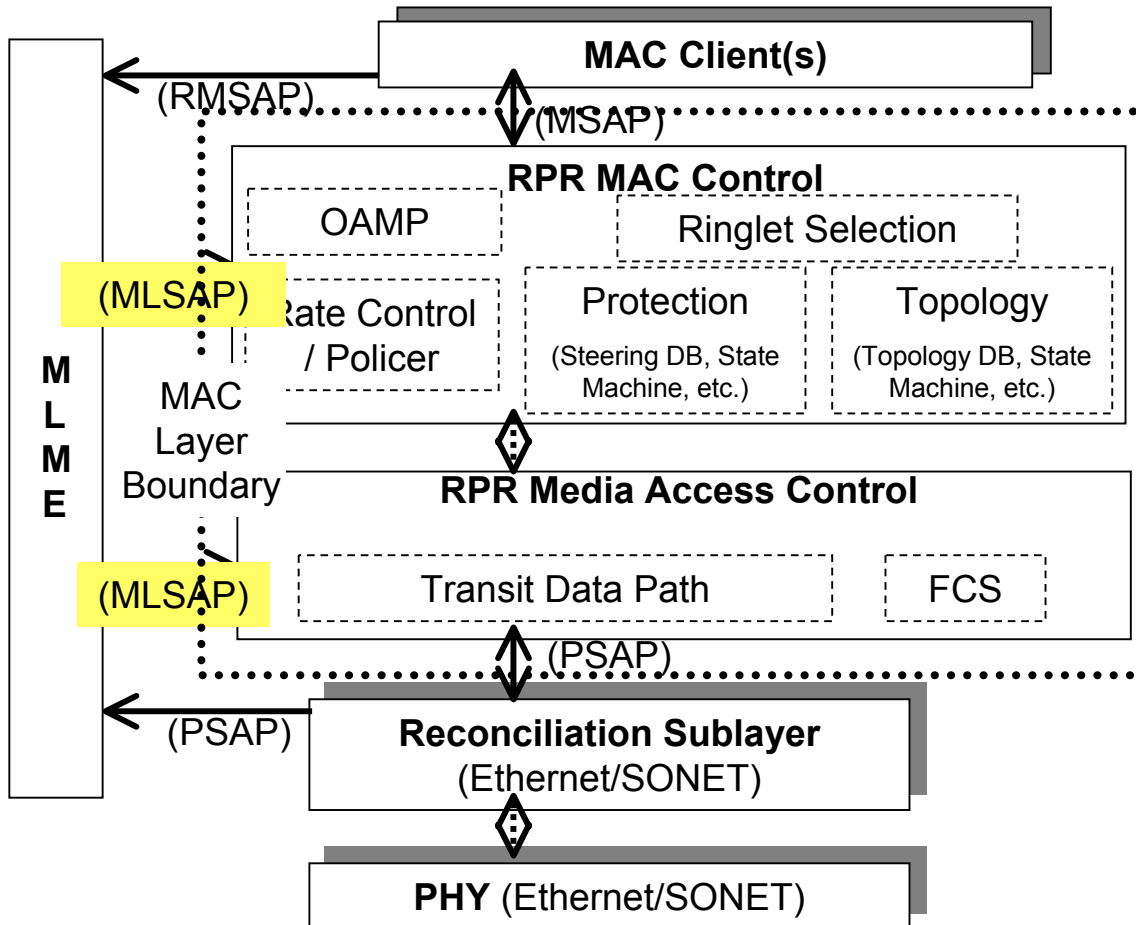 MAC Client(s)
(RMSAP)
(MSAP)
RPR MAC Control
OAMP
Ringlet Selection
(MLSAP)
Rate Control
/ Policer
Protection
(Steering DB, State
Machine, etc.)
Topology
(Topology DB, State
Machine, etc.)
M
L
M
E
MAC
Layer
Boundary
RPR Media Access Control
(MLSAP)
Transit Data Path
FCS
(PSAP)
(PSAP)
Reconciliation Sublayer
(Ethernet/SONET)
PHY (Ethernet/SONET)